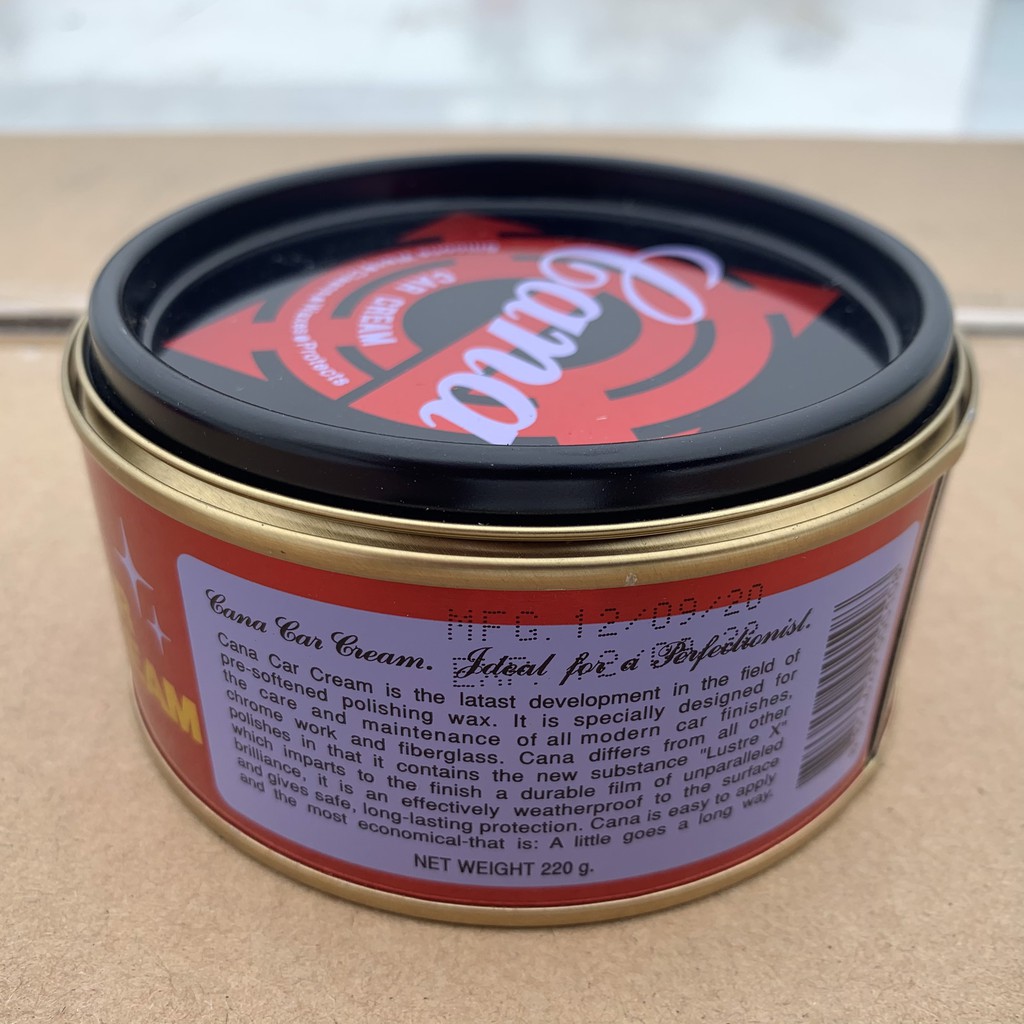 Cana
CAR CREAM
Protects
MFG. 12/09/20
Cana Car Cream. Ideal for a Perfectionist.
Cana Car Cream is the latast development in the field of
pre-softened polishing wax. It is specially designed for
the care and maintenance of all modern car finishes,
chrome work and fiberglass. Cana differs from all other
polishes in that it contains the new substance "Lustre X"
which imparts to the finish a durable film of unparalleled
brilliance, it is an effectively weatherproof to the surface
and gives safe, long-lasting protection. Cana is easy to apply
and the most economical-that is: A little goes a long way.
NET WEIGHT 220 g.